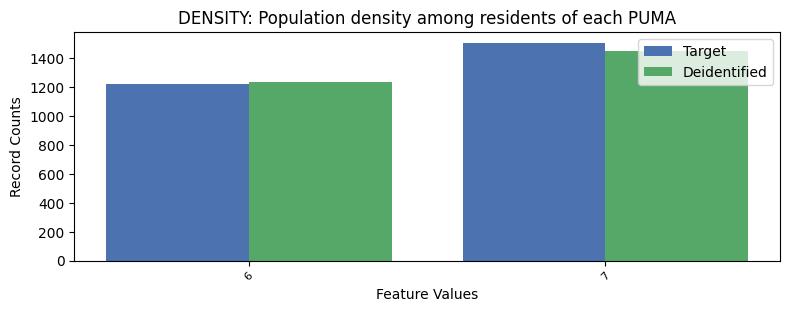 DENSITY: Population density among residents of each PUMA
Target
Deidentified
Record Counts
1400
1200
1000
800
600
400
200
0
6
7
Feature Values